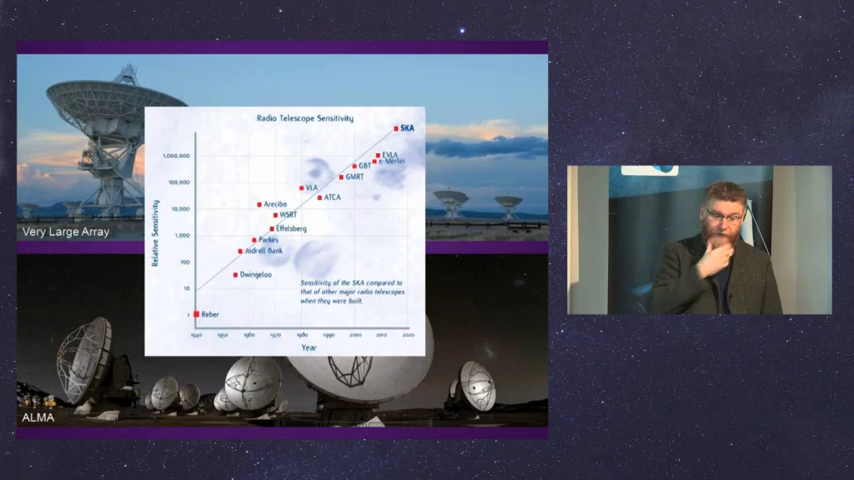 Radio Telescope Sensitivity
SKA
1,000,000
EVLA
e-Merlin
GBT
GMRT
100,000
VLA
ATCA
Arecibo
10,000
WSRT
Effelsberg
1,000
Parkes
Jodrell Bank
100
Dwingeloo
10
Reber
1
Relative Sensitivity
Sensitivity of the SKA compared to
that of other major radio telescopes
when they were built.
1940 1950 1960 1970 1980 1990 2000 2010 2020
Year
Very Large Array
ALMA